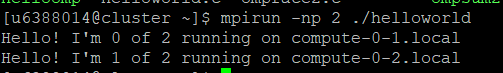 [u6388014@cluster ~]$ mpirun -np 2 ./helloworld
Hello! I'm 0 of 2 running on compute-0-1.local
Hello! I'm 1 of 2 running on compute-0-2.local